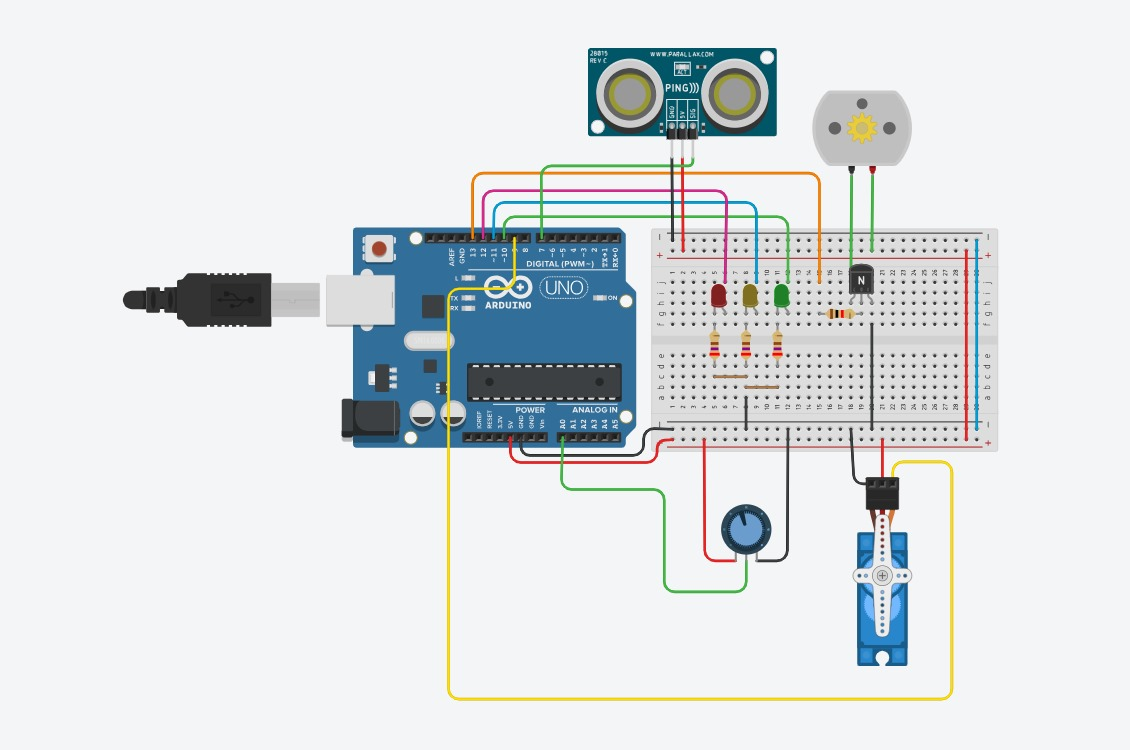 J8015
REV C
WWW.PARALLAX.COM
ACT
PING)))
GND
5V
SIG
AREF
GND
13
12
~11
~10
8
7
~6
~5
4
~3
2
TX→1
RX←0
DIGITAL (PWM~)
L
TX
RX
ARDUINO
UNO
ON
POWER
ANALOG IN
IOREF
RESET
3.3V
5V
GND
GND
Vin
A0
A1
A2
A3
A4
A5
N
j
i
h
g
f
e
d
c
b
a